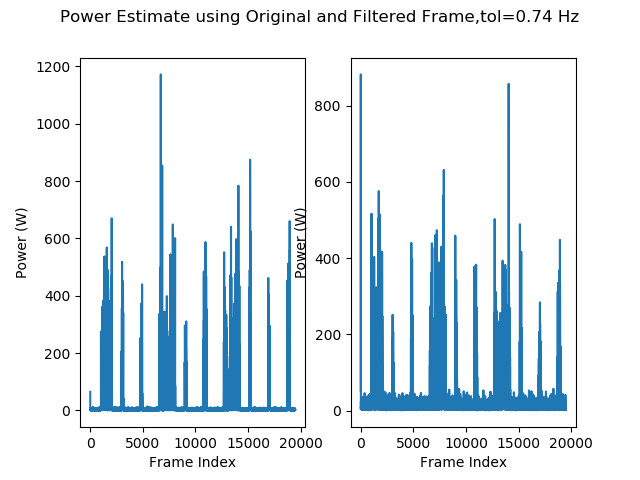 Power Estimate using Original and Filtered Frame,tol=0.74 Hz
1200
1000
800
600
400
200
0
Power (W)
0 5000 10000 15000 20000
Frame Index
800
600
400
200
0
Power (W)
0 5000 10000 15000 20000
Frame Index